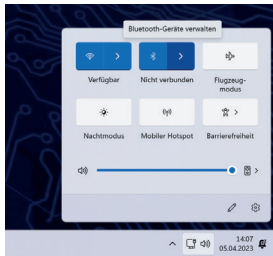 Bluetooth-Geräte verwalten
Verfügbar
Nicht verbunden
Flugzeug-
modus
Nachtmodus
Mobiler Hotspot
Barrierefreiheit
14:07
05.04.2023